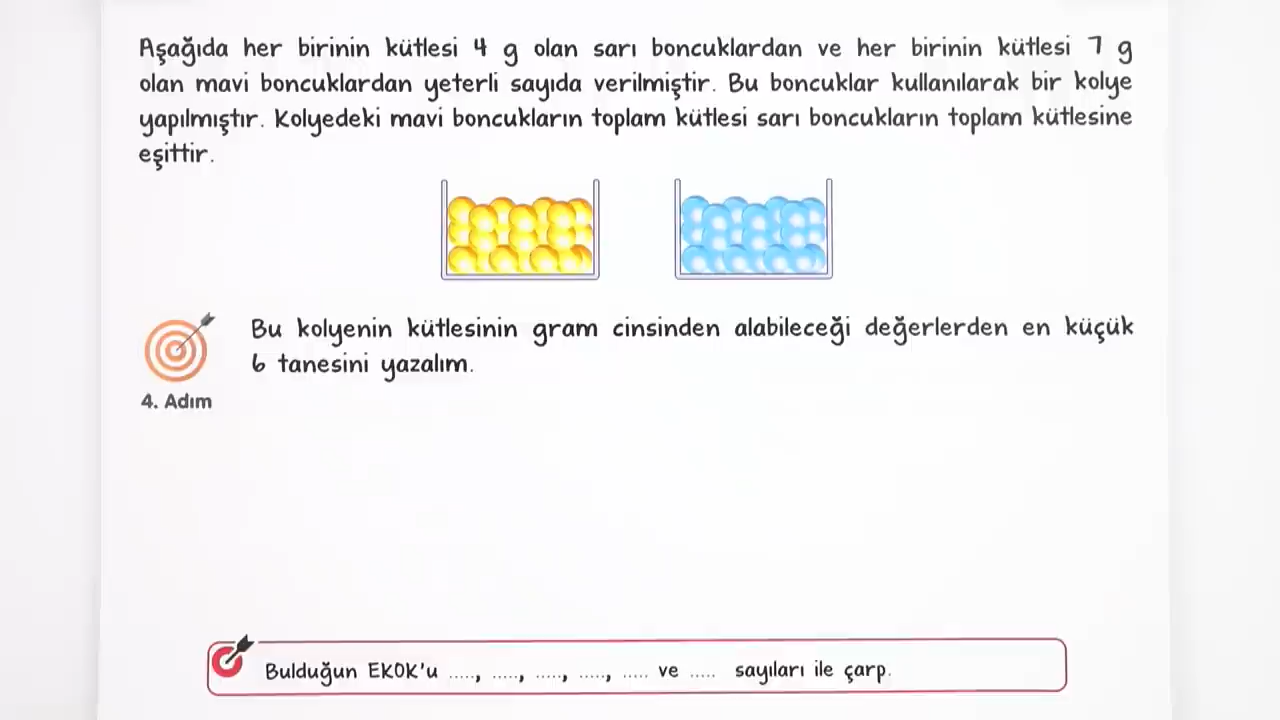 Aşağıda her birinin kütlesi 4 g olan sarı boncuklardan ve her birinin kütlesi 7 g
olan mavi boncuklardan yeterli sayıda verilmiştir. Bu boncuklar kullanılarak bir kolye
yapılmıştır. Kolyedeki mavi boncukların toplam kütlesi sarı boncukların toplam kütlesine
eşittir.
Bu kolyenin kütlesinin gram cinsinden alabileceği değerlerden en küçük
6 tanesini yazalım.
4. Adım
Bulduğun EKOK'u ....., ....., ....., ....., ..... ve ..... sayıları ile çarp.